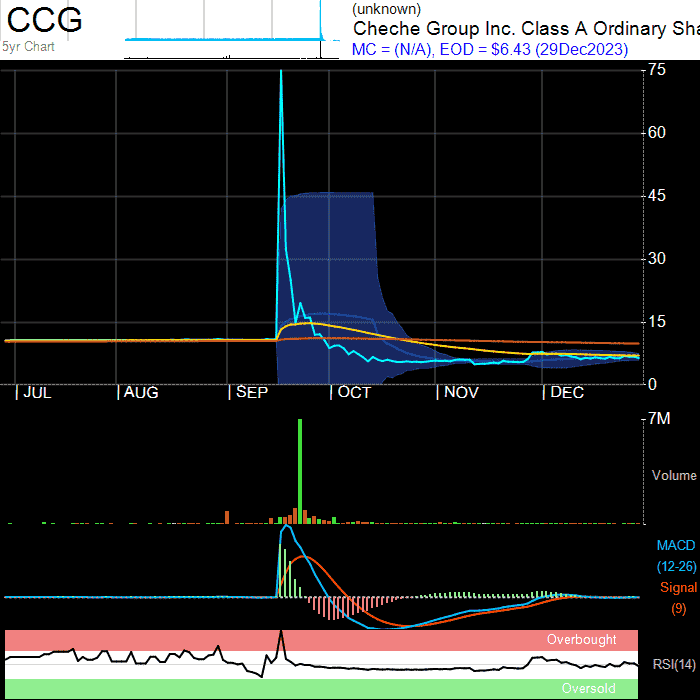 CCG
5yr Chart
(unknown)
Cheche Group Inc. Class A Ordinary Sha
MC = (N/A), EOD = $6.43 (29Dec2023)
75
60
45
30
15
0
JUL AUG SEP OCT NOV DEC
7M
Volume
MACD
(12-26)
Signal
(9)
Overbought
RSI(14)
Oversold